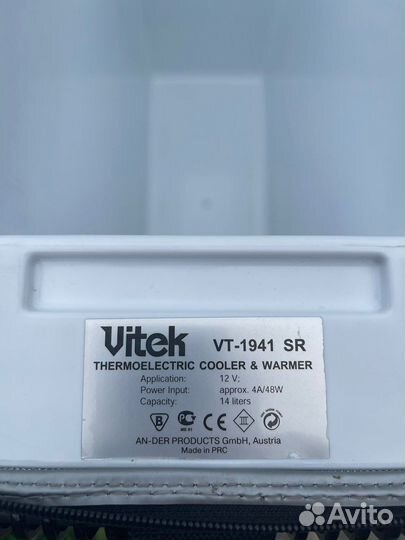 Vitek VT-1941 SR
THERMOELECTRIC COOLER & WARMER
Application: 12 V;
Power Input: approx. 4A/48W
Capacity: 14 liters
AN-DER PRODUCTS GmbH, Austria
Made in PRC
Avito